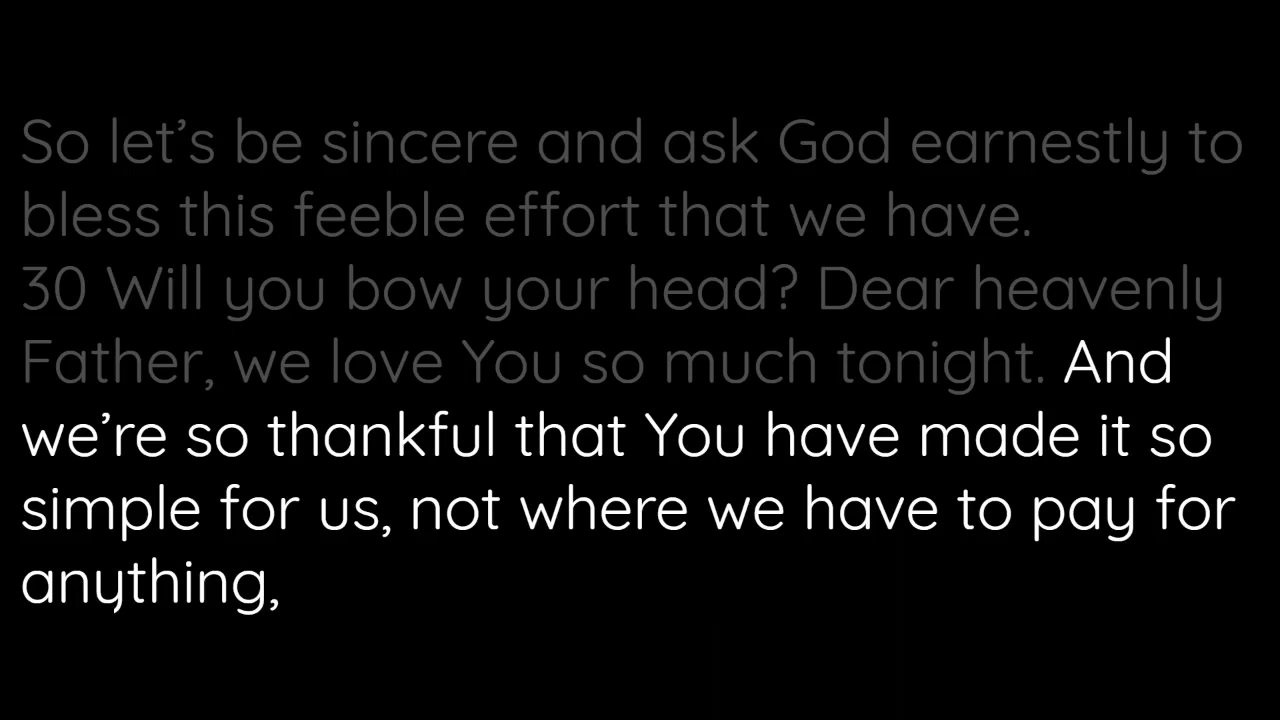 So let’s be sincere and ask God earnestly to
bless this feeble effort that we have.
30 Will you bow your head? Dear heavenly
Father, we love You so much tonight. And
we’re so thankful that You have made it so
simple for us, not where we have to pay for
anything,